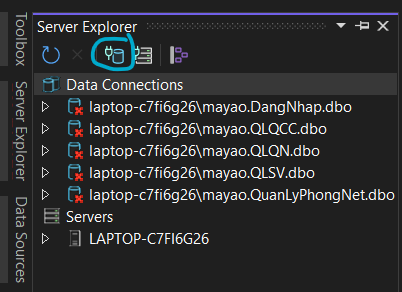 Server Explorer
Toolbox
Server Explorer
Data Sources
Data Connections
laptop-c7fi6g26\mayao.DangNhap.dbo
laptop-c7fi6g26\mayao.QLQCC.dbo
laptop-c7fi6g26\mayao.QLQN.dbo
laptop-c7fi6g26\mayao.QLSV.dbo
laptop-c7fi6g26\mayao.QuanLyPhongNet.dbo
Servers
LAPTOP-C7FI6G26